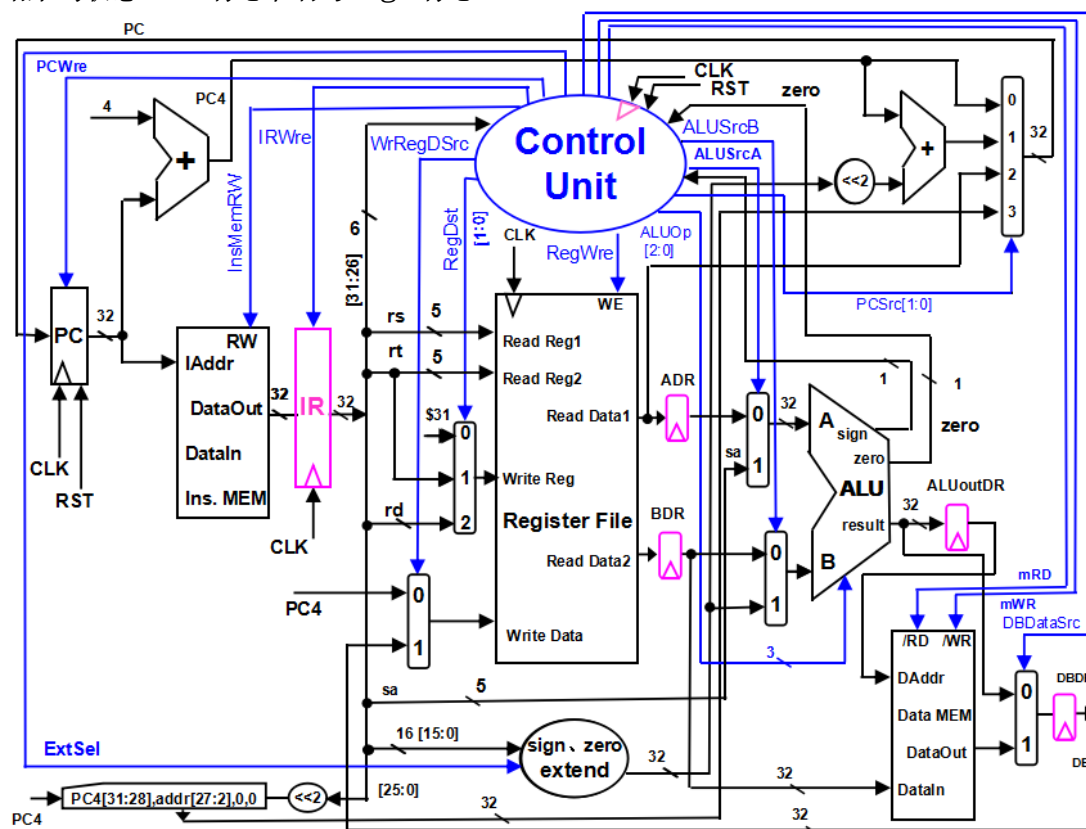 PC
PCWre
4
PC4
IRWre
InsMemRW
WrRegDSrc
6
[31:26]
RegDst
[1:0]
Control
Unit
CLK
RST
zero
ALUSrcB
ALUSrcA
ALUOp
[2:0]
RegWre
CLK
<<2
+
+
0
1
2
3
32
PCSrc[1:0]
PC
32
CLK
RST
RW
IAddr
DataOut
DataIn
Ins. MEM
32
IR
32
CLK
rs
5
rt
5
$31
0
1
2
rd
PC4
0
1
WE
Read Reg1
Read Reg2
Read Data1
Write Reg
Register File
Read Data2
Write Data
ADR
BDR
sa
0
1
32
0
1
A
sign
zero
ALU
result
B
1
1
zero
32
ALUoutDR
3
mRD
mWR
DBDataSrc
/RD
/WR
DAddr
Data MEM
DataOut
DataIn
0
1
sa
5
ExtSel
16 [15:0]
sign、zero
extend
32
32
[25:0]
<<2
PC4[31:28],addr[27:2],0,0
PC4
32
32